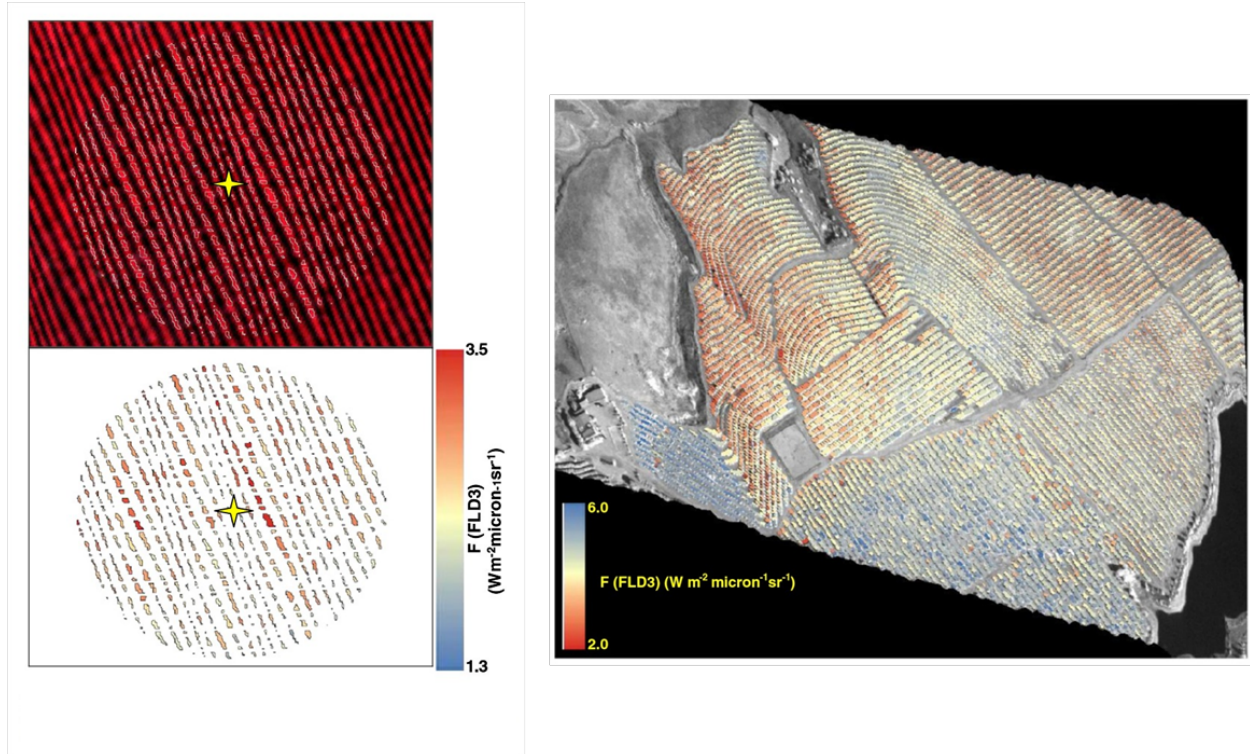 3.5
F (FLD3)
(Wm⁻²micron-1sr⁻¹)
1.3
6.0
F (FLD3) (W m⁻² micron⁻¹sr⁻¹)
2.0